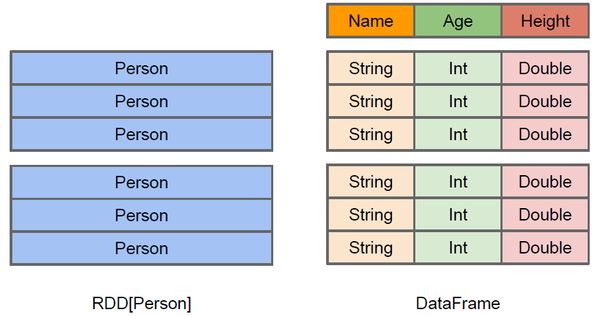 Name Age Height
Person String Int Double
Person String Int Double
Person String Int Double
Person String Int Double
Person String Int Double
Person String Int Double
RDD[Person] DataFrame